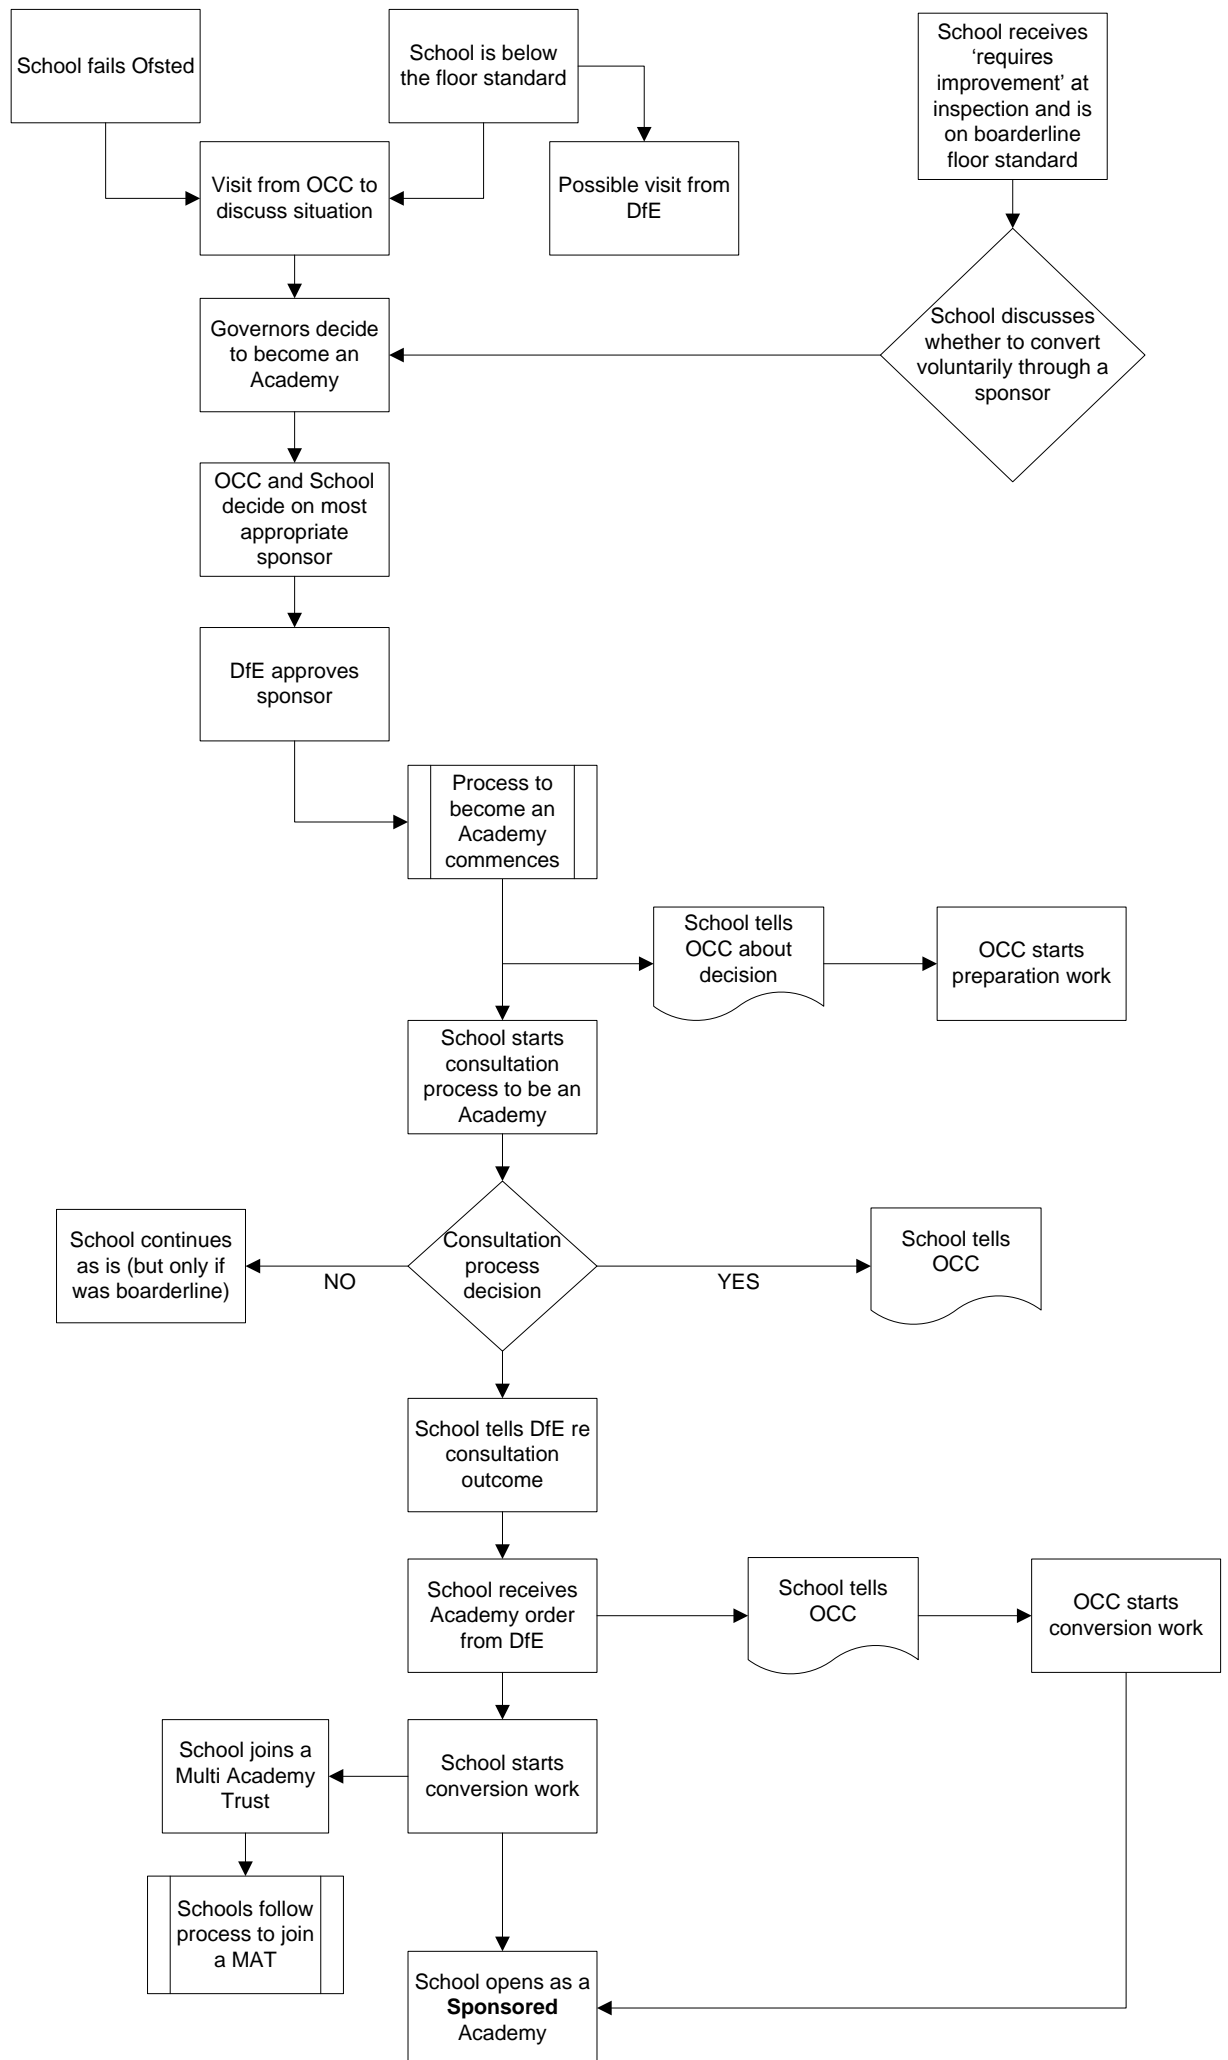 School fails Ofsted
School is below
the floor standard
School receives
‘requires
improvement’ at
inspection and is
on boarderline
floor standard
Visit from OCC to
discuss situation
Possible visit from
DfE
Governors decide
to become an
Academy
School discusses
whether to convert
voluntarily through a
sponsor
OCC and School
decide on most
appropriate
sponsor
DfE approves
sponsor
Process to
become an
Academy
commences
School tells
OCC about
decision
OCC starts
preparation work
School starts
consultation
process to be an
Academy
School continues
as is (but only if
was boarderline)
NO
Consultation
process
decision
YES
School tells
OCC
School tells DfE re
consultation
outcome
School receives
Academy order
from DfE
School tells
OCC
OCC starts
conversion work
School joins a
Multi Academy
Trust
School starts
conversion work
Schools follow
process to join
a MAT
School opens as a
Sponsored
Academy